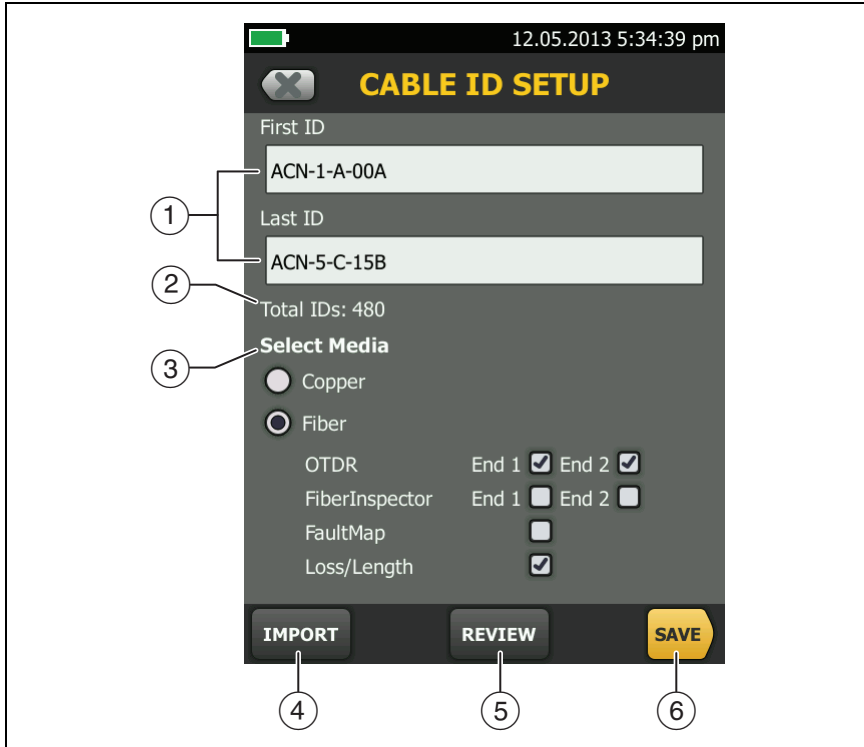 12.05.2013 5:34:39 pm
CABLE ID SETUP
First ID
ACN-1-A-00A
1
Last ID
ACN-5-C-15B
2
Total IDs: 480
3
Select Media
Copper
Fiber
OTDR End 1 End 2
FiberInspector End 1 End 2
FaultMap
Loss/Length
IMPORT REVIEW SAVE
4 5 6